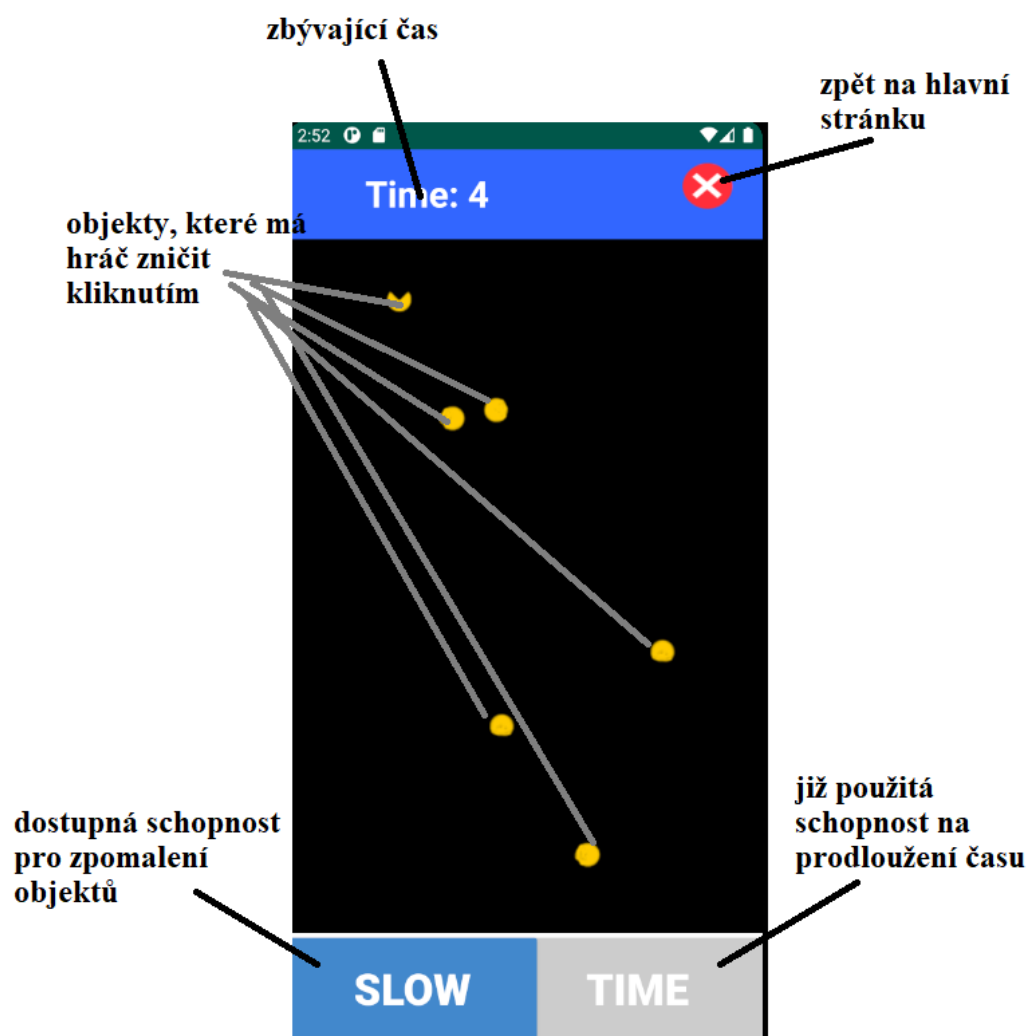 zbývající čas
zpět na hlavní
stránku
2:52
Time: 4
objekty, které má
hráč zničit
kliknutím
dostupná schopnost
pro zpomalení
objektů
již použitá
schopnost na
prodloužení času
SLOW
TIME